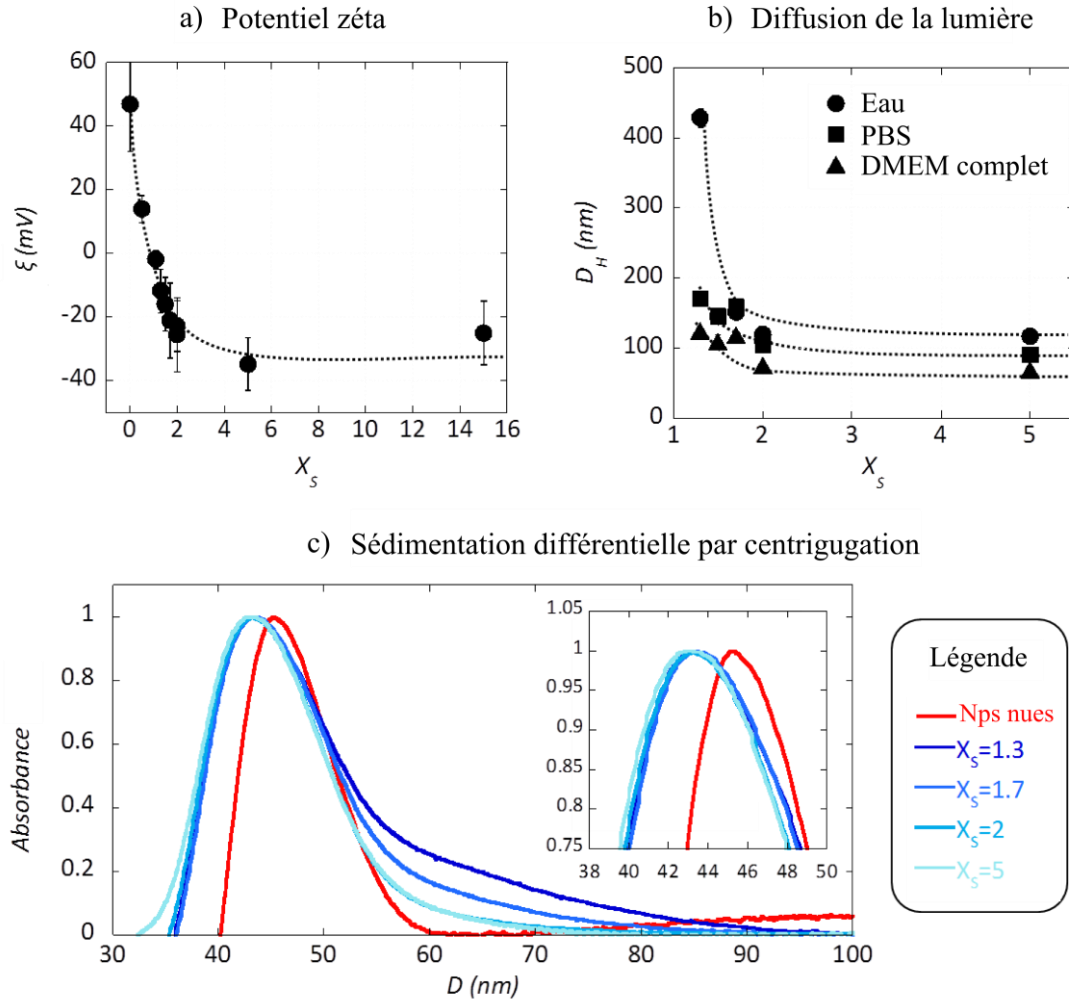 a) Potentiel zéta
b) Diffusion de la lumière
60
40
20
0
-20
-40
ξ (mV)
0 2 4 6 8 10 12 14 16
X_S
500
400
300
200
100
0
D_H (nm)
Eau
PBS
DMEM complet
1 2 3 4 5
X_S
c) Sédimentation différentielle par centrigugation
1
0.8
0.6
0.4
0.2
0
Absorbance
30 40 50 60 70 80 90 100
D (nm)
1.05
1
0.95
0.9
0.85
0.8
0.75
38 40 42 44 46 48 50
Légende
Nps nues
X_S=1.3
X_S=1.7
X_S=2
X_S=5